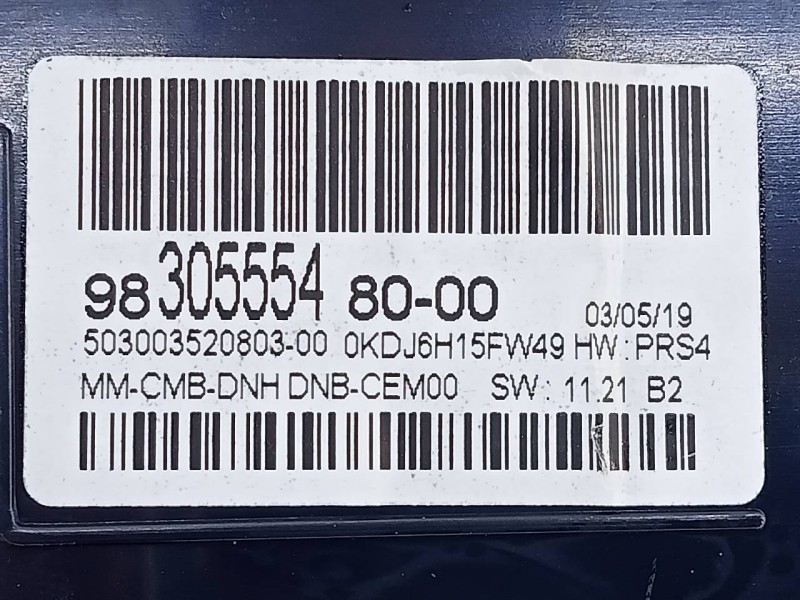 98 305554 80-00
03/05/19
503003520803-00 0KDJ6H15FW49 HW: PRS4
MM-CMB-DNH DNB-CEM00 SW: 11.21 B2